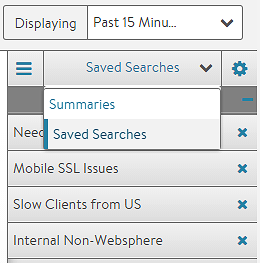 Displaying Past 15 Minu...
Saved Searches
Summaries
Saved Searches
Mobile SSL Issues
Slow Clients from US
Internal Non-Websphere